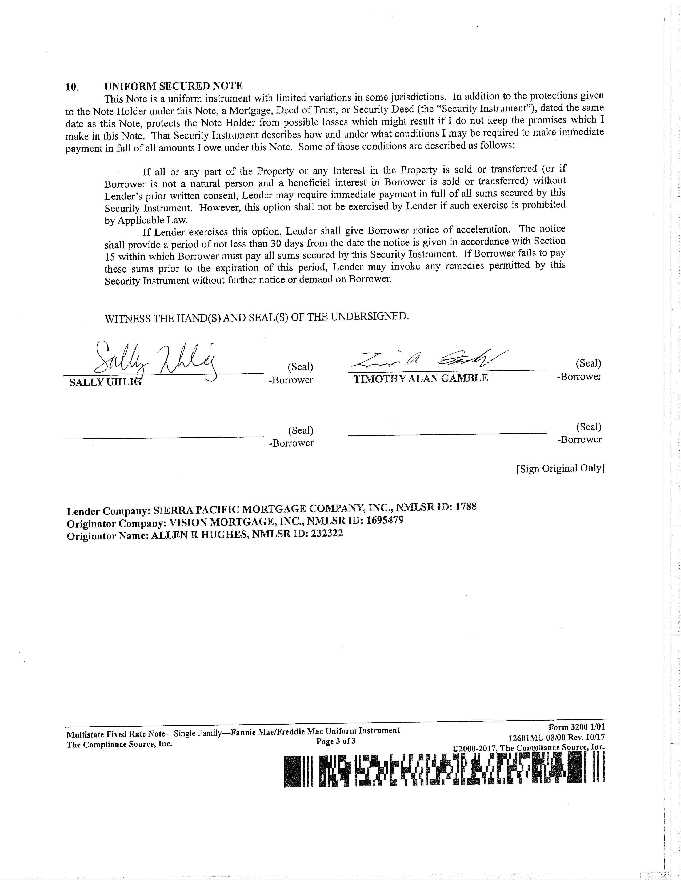 10. UNIFORM SECURED NOTE
This Note is a uniform instrument with limited variations in some jurisdictions. In addition to the protections given
to the Note Holder under this Note, a Mortgage, Deed of Trust, or Security Deed (the "Security Instrument"), dated the same
date as this Note, protects the Note Holder from possible losses which might result if I do not keep the promises which I
make in this Note. That Security Instrument describes how and under what conditions I may be required to make immediate
payment in full of all amounts I owe under this Note. Some of those conditions are described as follows:
If all or any part of the Property or any Interest in the Property is sold or transferred (or if
Borrower is not a natural person and a beneficial interest in Borrower is sold or transferred) without
Lender's prior written consent, Lender may require immediate payment in full of all sums secured by this
Security Instrument. However, this option shall not be exercised by Lender if such exercise is prohibited
by Applicable Law.
If Lender exercises this option, Lender shall give Borrower notice of acceleration. The notice
shall provide a period of not less than 30 days from the date the notice is given in accordance with Section
15 within which Borrower must pay all sums secured by this Security Instrument. If Borrower fails to pay
these sums prior to the expiration of this period, Lender may invoke any remedies permitted by this
Security Instrument without further notice or demand on Borrower.
WITNESS THE HAND(S) AND SEAL(S) OF THE UNDERSIGNED.
Sally Uhlig
(Seal) (Seal)
SALLY UHLIG -Borrower TIMOTHY ALAN GAMBLE -Borrower
(Seal) (Seal)
-Borrower -Borrower
[Sign Original Only]
Lender Company: SIERRA PACIFIC MORTGAGE COMPANY, INC., NMLSR ID: 1788
Originator Company: VISION MORTGAGE, INC., NMLSR ID: 1695479
Originator Name: ALLEN R HUGHES, NMLSR ID: 232322
Multistate Fixed Rate Note—Single Family—Fannie Mae/Freddie Mac Uniform Instrument Form 3200 1/01
The Compliance Source, Inc. Page 3 of 3 12601ML 08/00 Rev. 10/17
©2000-2017, The Compliance Source, Inc.